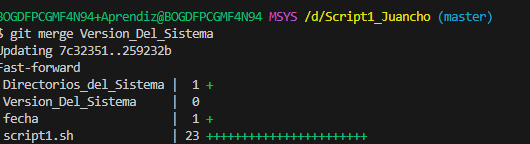 BOGDFPCGMF4N94+Aprendiz@BOGDFPCGMF4N94 MSYS /d/Script1_Juancho (master)
$ git merge Version_Del_Sistema
Updating 7c32351..259232b
Fast-forward
 Directorios_del_Sistema |  1 +
 Version_Del_Sistema     |  0
 fecha                   |  1 +
 script1.sh              | 23 +++++++++++++++++++++++